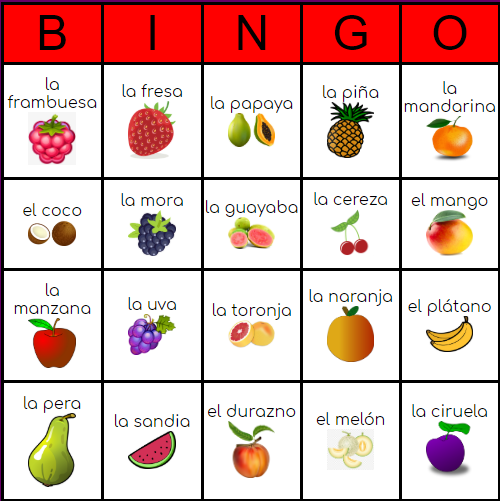 B I N G O
la
frambuesa
la fresa
la papaya
la piña
la
mandarina
el coco
la mora
la guayaba
la cereza
el mango
la
manzana
la uva
la toronja
la naranja
el plátano
la pera
la sandia
el durazno
el melón
la ciruela